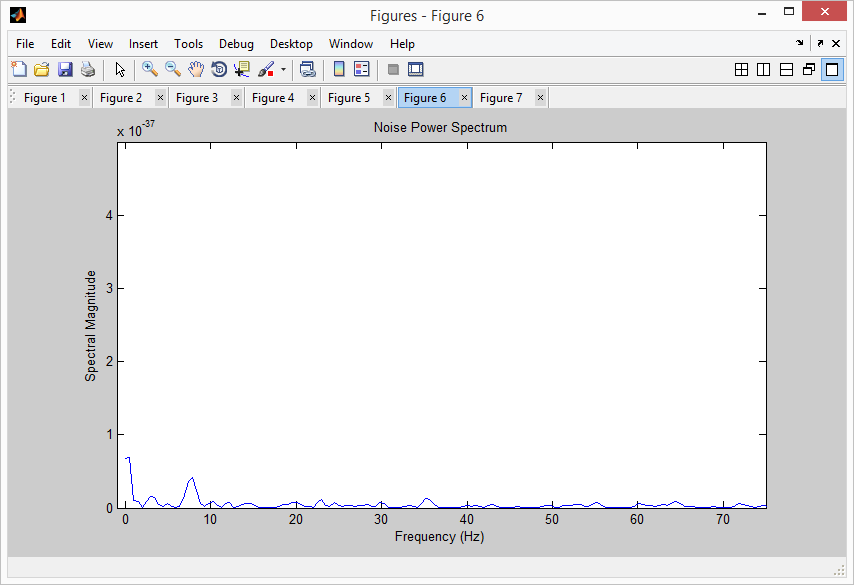 Figures - Figure 6
File Edit View Insert Tools Debug Desktop Window Help
Figure 1 Figure 2 Figure 3 Figure 4 Figure 5 Figure 6 Figure 7
x 10-37
Noise Power Spectrum
4
3
2
1
0
Spectral Magnitude
0 10 20 30 40 50 60 70
Frequency (Hz)